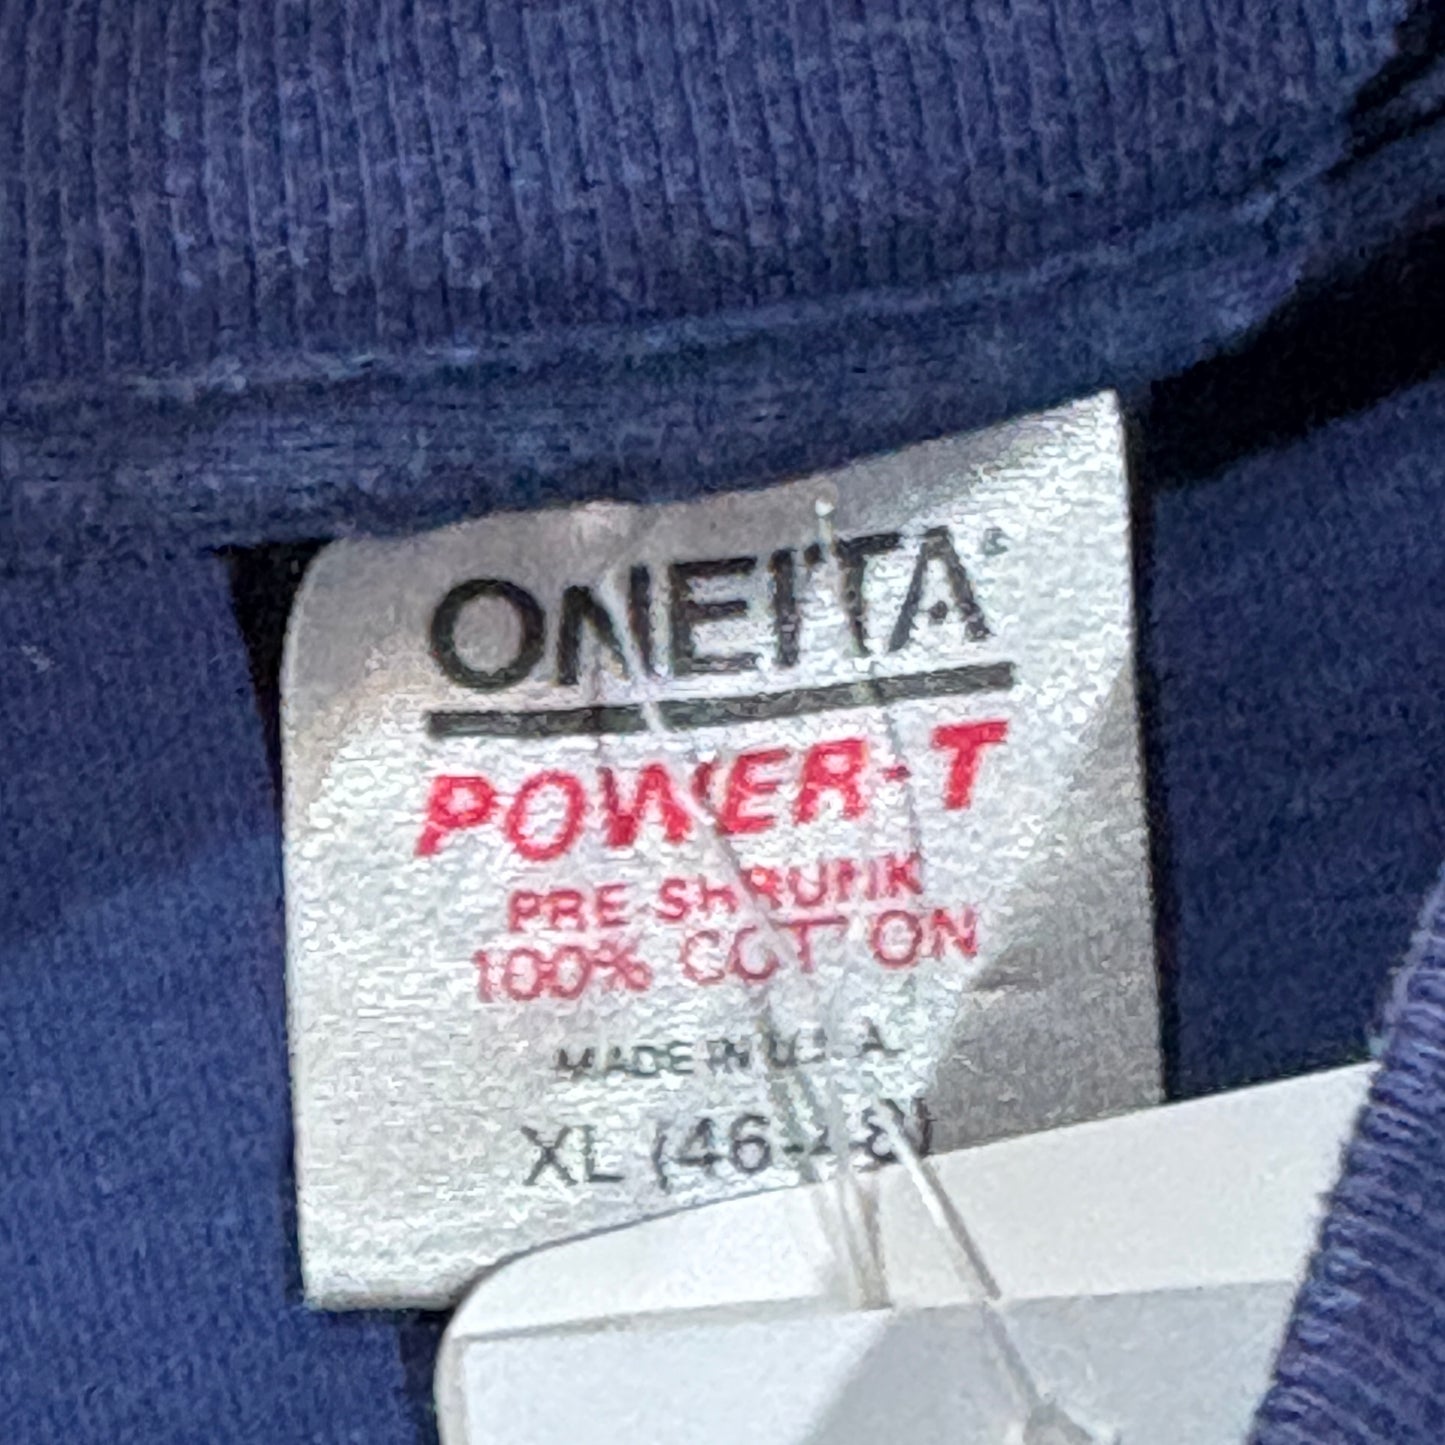 ONEITA®
POWER-T
PRE-SHRUNK
100% COTTON
MADE IN U.S.A.
XL (46-48)